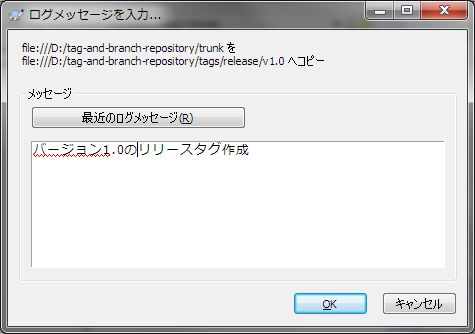 ログメッセージを入力...
file:///D:/tag-and-branch-repository/trunk を
file:///D:/tag-and-branch-repository/tags/release/v1.0 へコピー
メッセージ
最近のログメッセージ(R)
バージョン1.0のリリースタグ作成
OK
キャンセル